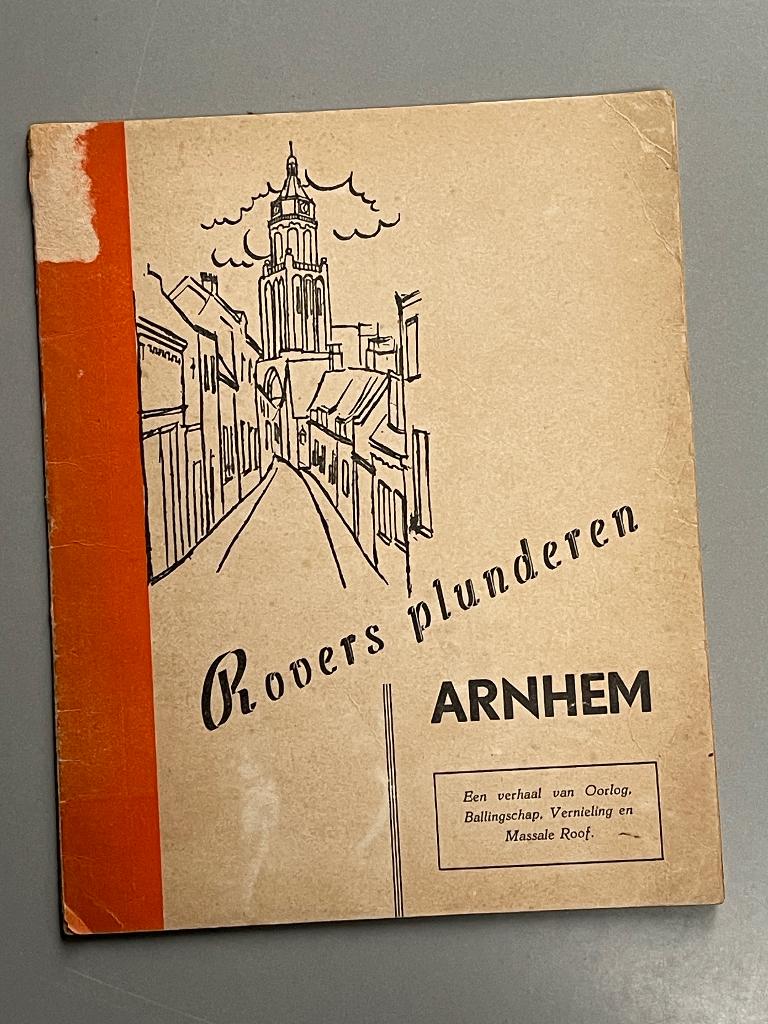 Rovers plunderen
ARNHEM
Een verhaal van Oorlog,
Ballingschap, Vernieling en
Massale Roof.